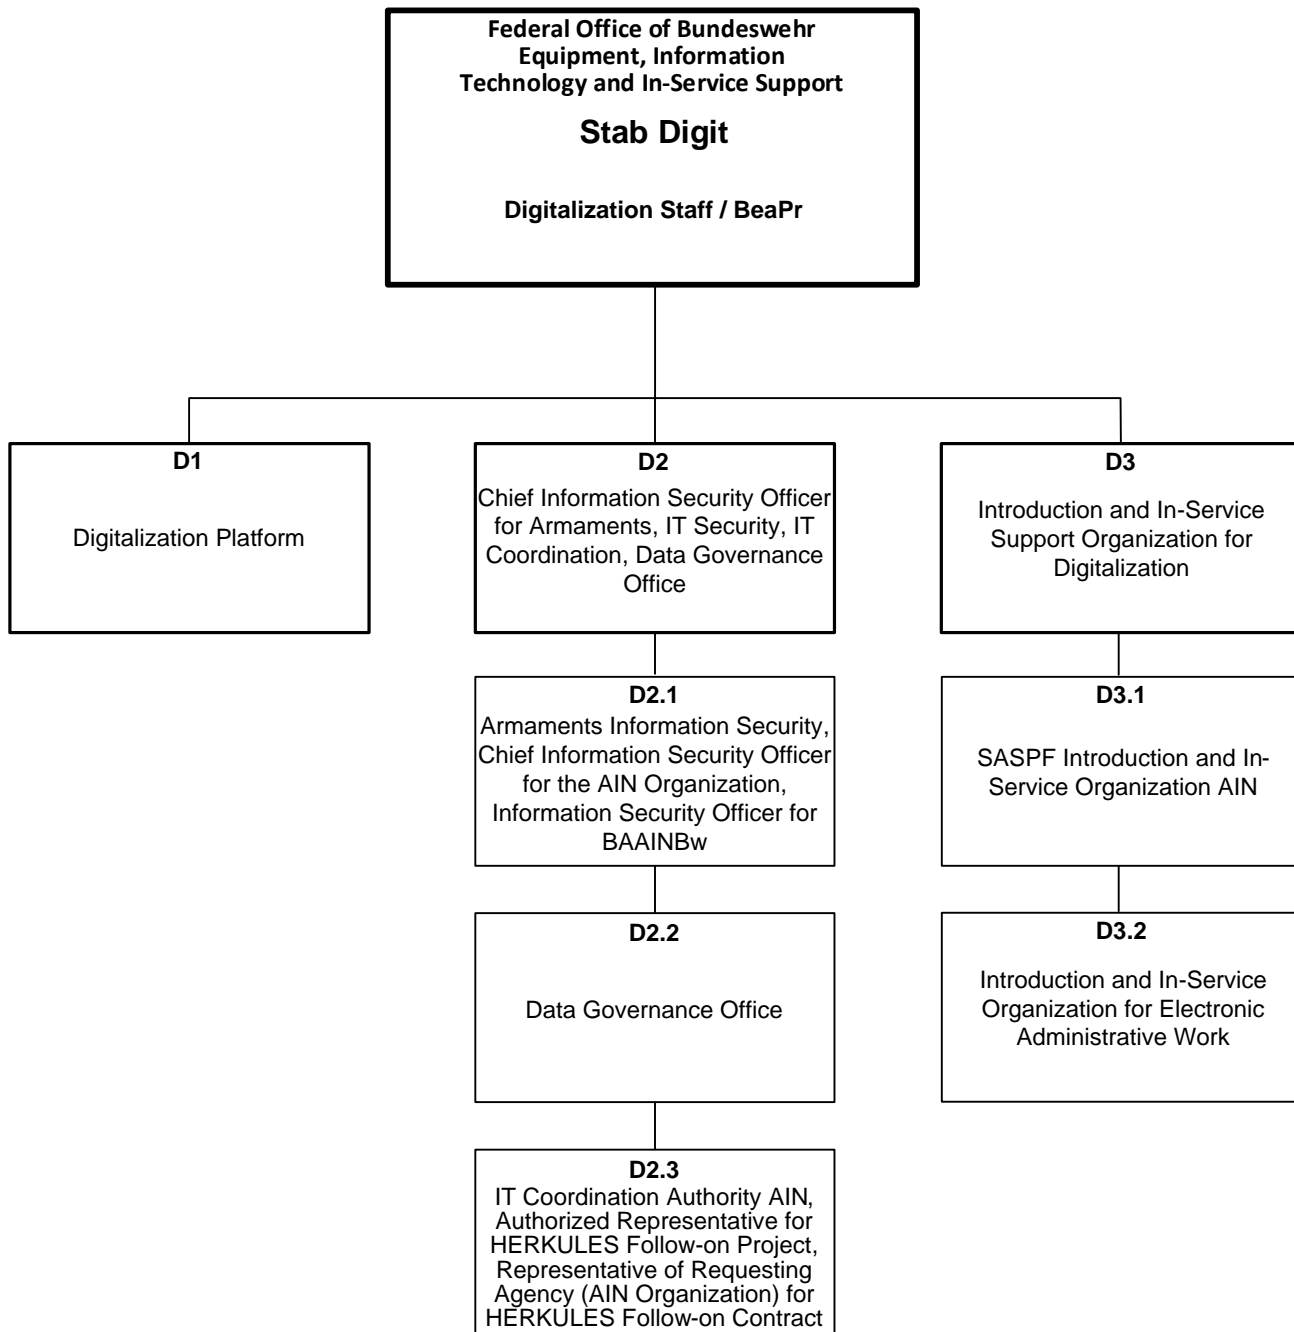 Federal Office of Bundeswehr
Equipment, Information
Technology and In-Service Support
Stab Digit
Digitalization Staff / BeaPr
D1
Digitalization Platform
D2
Chief Information Security Officer
for Armaments, IT Security, IT
Coordination, Data Governance
Office
D3
Introduction and In-Service
Support Organization for
Digitalization
D2.1
Armaments Information Security,
Chief Information Security Officer
for the AIN Organization,
Information Security Officer for
BAAINBw
D3.1
SASPF Introduction and In-
Service Organization AIN
D2.2
Data Governance Office
D3.2
Introduction and In-Service
Organization for Electronic
Administrative Work
D2.3
IT Coordination Authority AIN,
Authorized Representative for
HERKULES Follow-on Project,
Representative of Requesting
Agency (AIN Organization) for
HERKULES Follow-on Contract